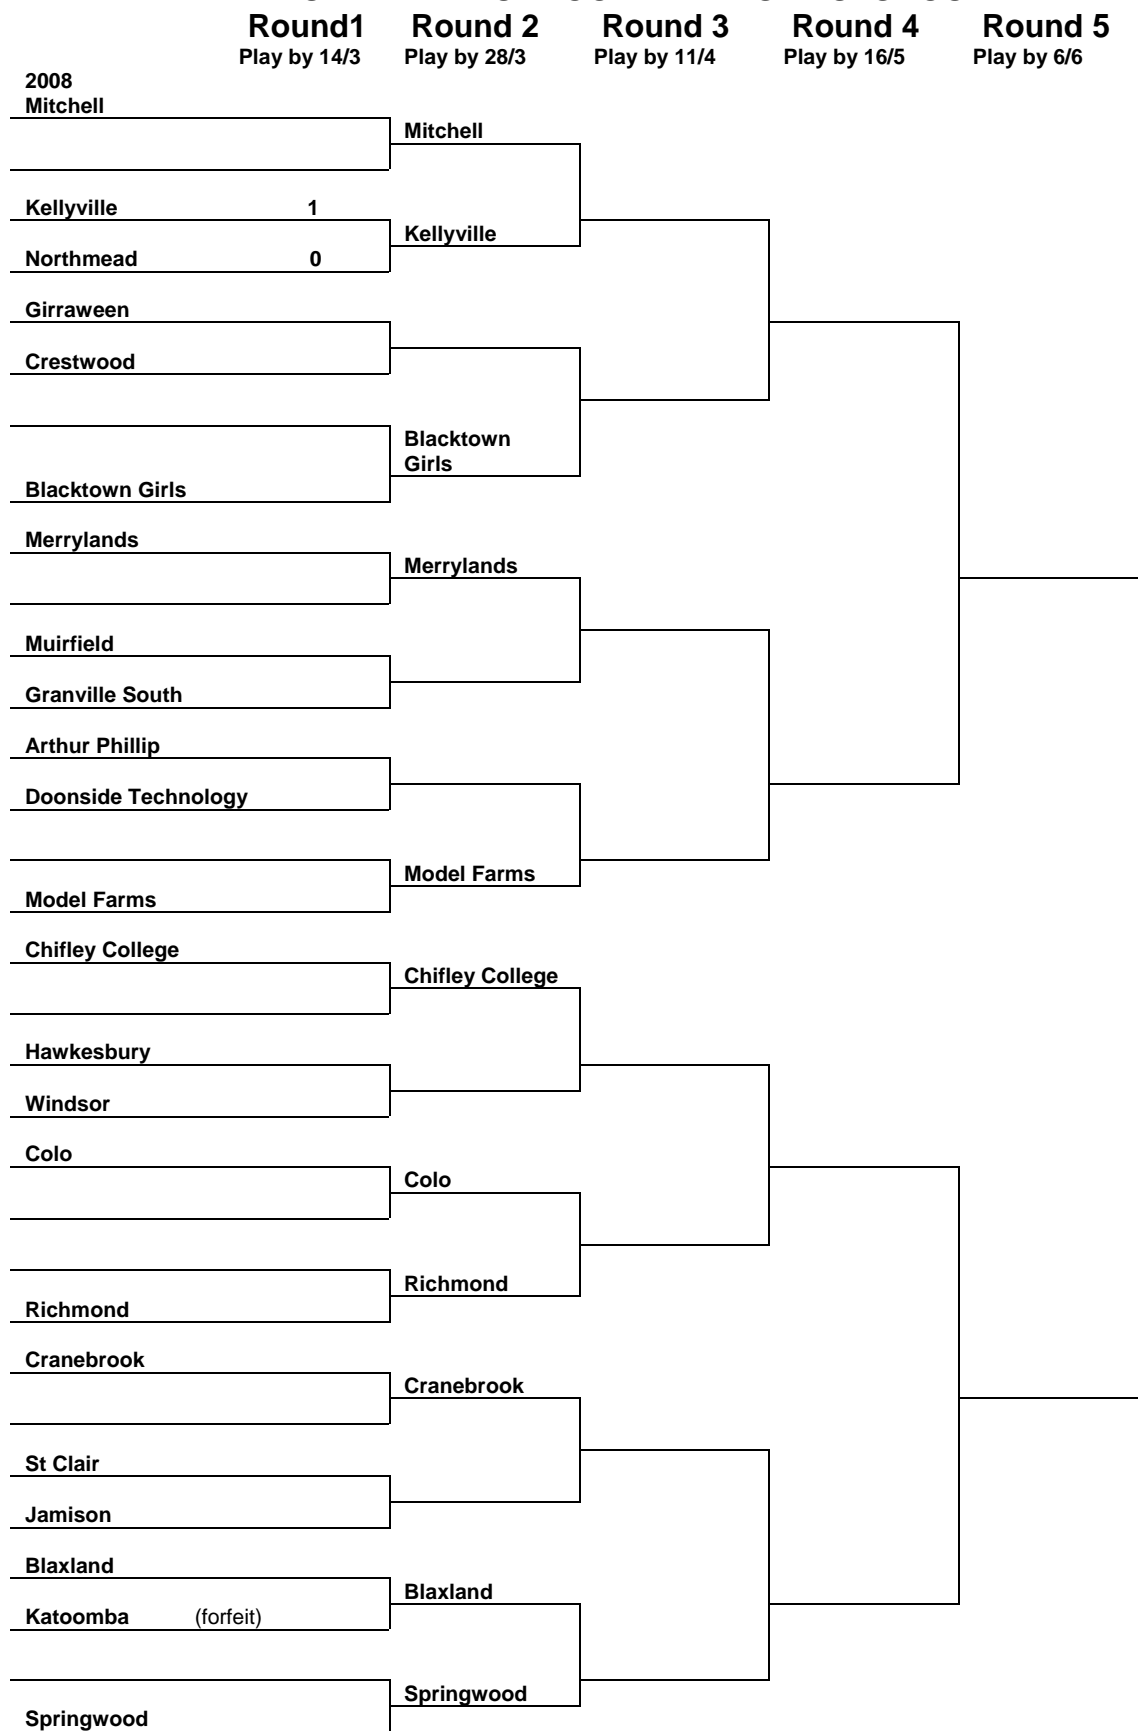 Round1 Round 2 Round 3 Round 4 Round 5
Play by 14/3 Play by 28/3 Play by 11/4 Play by 16/5 Play by 6/6
2008
Mitchell
Mitchell
Kellyville 1
Kellyville
Northmead 0
Girraween
Crestwood
Blacktown
Girls
Blacktown Girls
Merrylands
Merrylands
Muirfield
Granville South
Arthur Phillip
Doonside Technology
Model Farms
Model Farms
Chifley College
Chifley College
Hawkesbury
Windsor
Colo
Colo
Richmond
Richmond
Cranebrook
Cranebrook
St Clair
Jamison
Blaxland
Blaxland
Katoomba (forfeit)
Springwood
Springwood